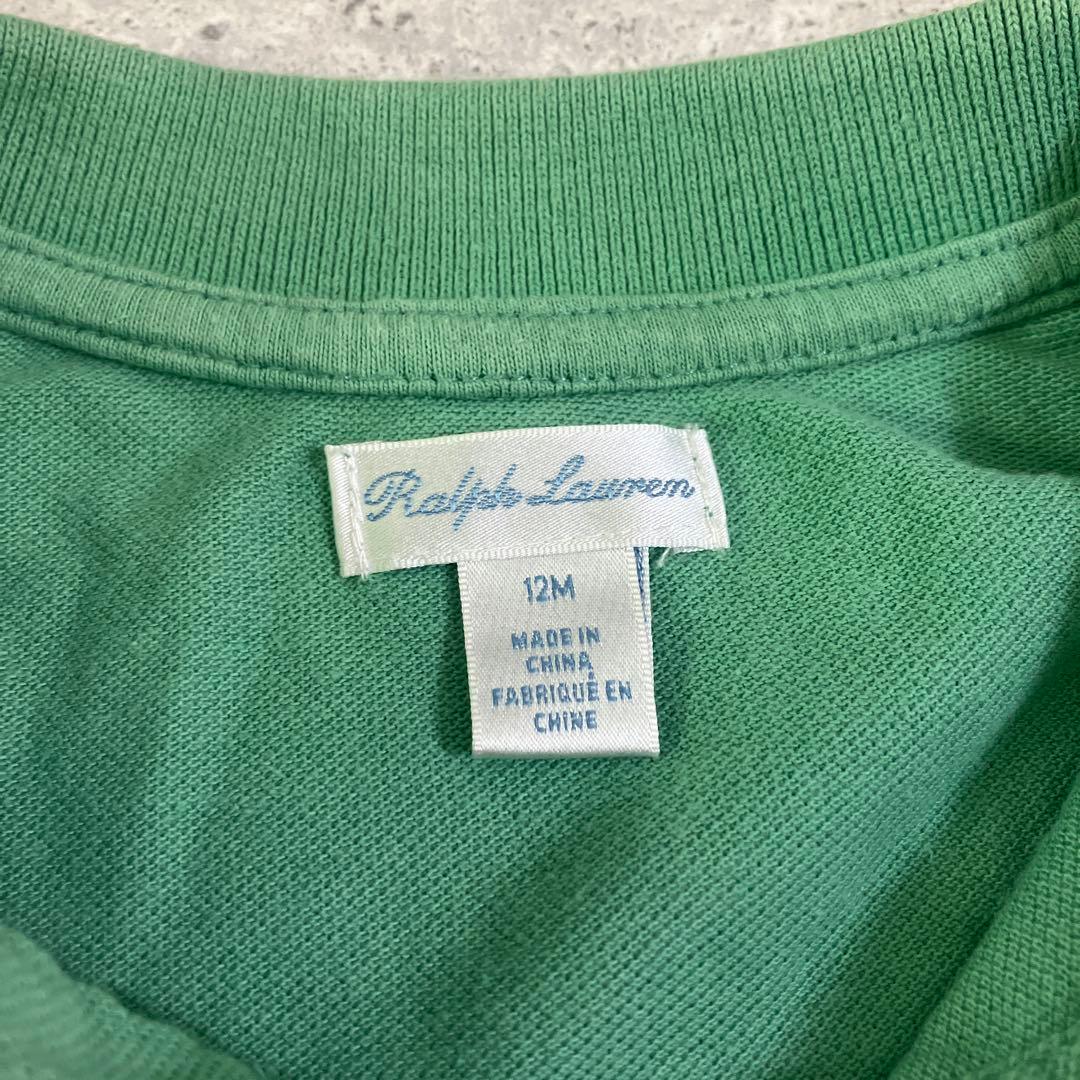 Ralph Lauren
12M
MADE IN
CHINA
FABRIQUÉ EN
CHINE